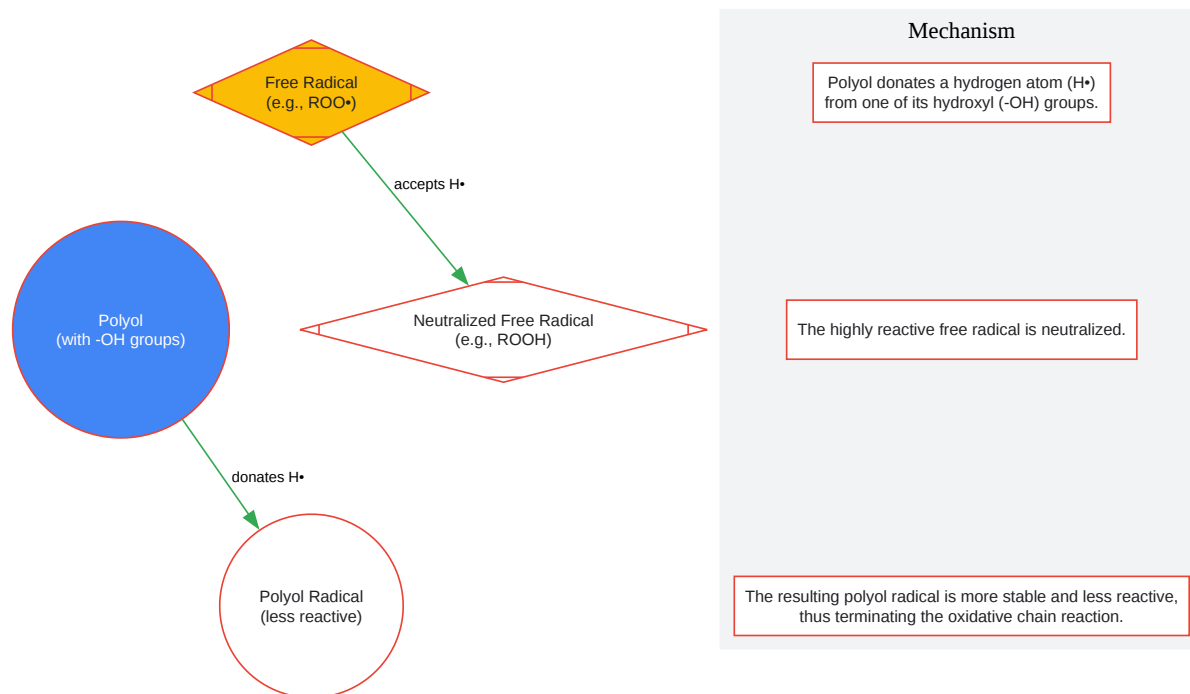 Mechanism
Free Radical
(e.g., ROO•)
Polyol donates a hydrogen atom (H•)
from one of its hydroxyl (-OH) groups.
accepts H•
Polyol
(with -OH groups)
Neutralized Free Radical
(e.g., ROOH)
The highly reactive free radical is neutralized.
donates H•
Polyol Radical
(less reactive)
The resulting polyol radical is more stable and less reactive,
thus terminating the oxidative chain reaction.